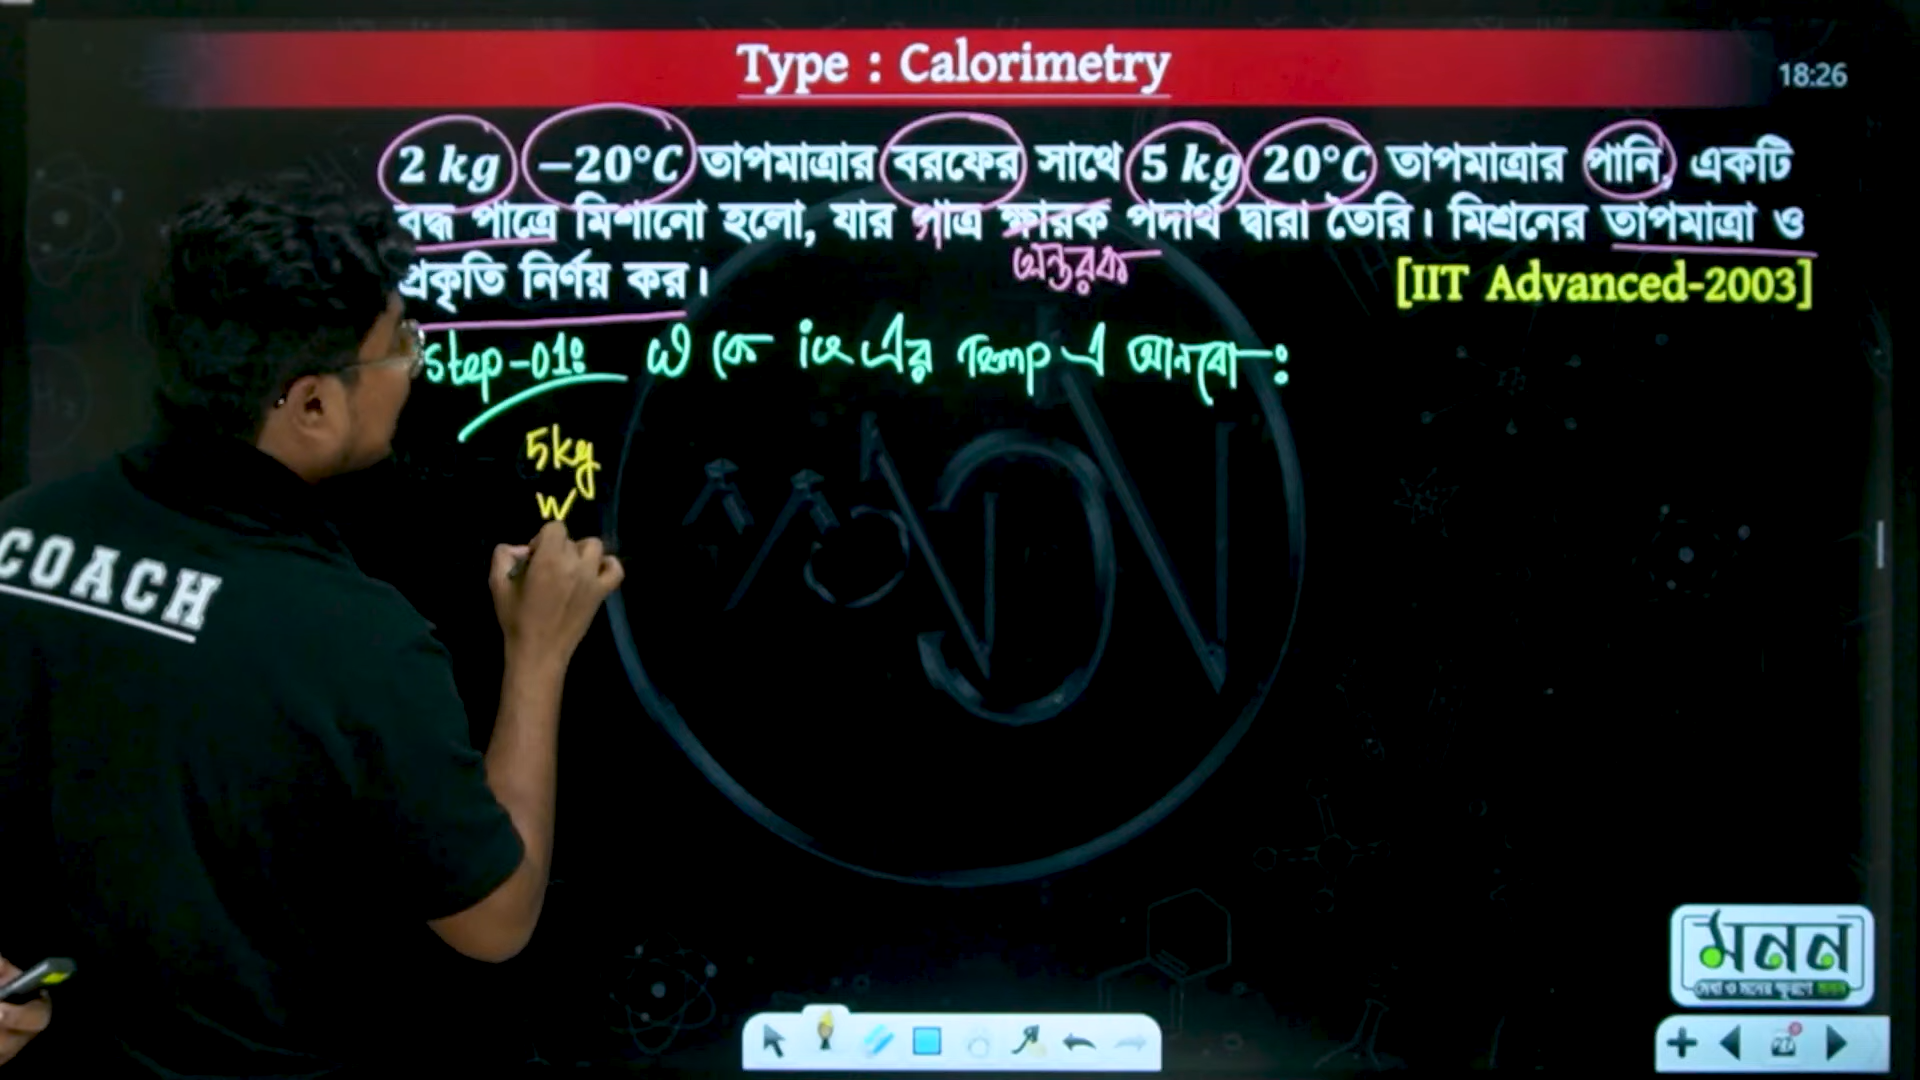 Type : Calorimetry
18:26
2 kg −20°C তাপমাত্রার বরফের সাথে 5 kg 20°C তাপমাত্রার পানি, একটি
বদ্ধ পাত্রে মিশানো হলো, যার পাত্র ক্ষারক পদার্থ দ্বারা তৈরি। মিশ্রনের তাপমাত্রা ও
অন্তরক
প্রকৃতি নির্ণয় কর।
[IIT Advanced-2003]
Step-01: W কে ice এর Temp এ আনবো:
5kg
W
COACH
মনন
27